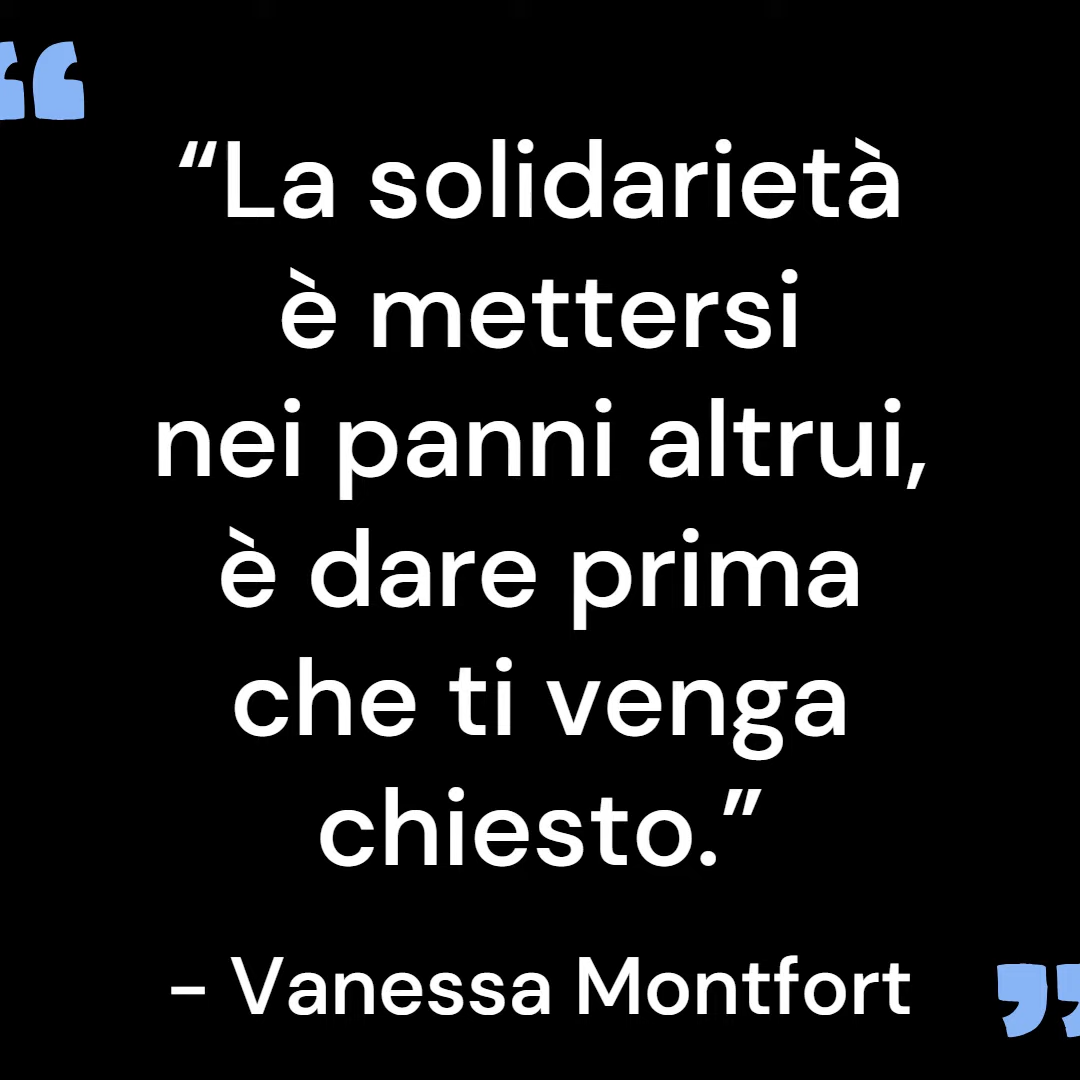 “La solidarietà
è mettersi
nei panni altrui,
è dare prima
che ti venga
chiesto.”
- Vanessa Montfort